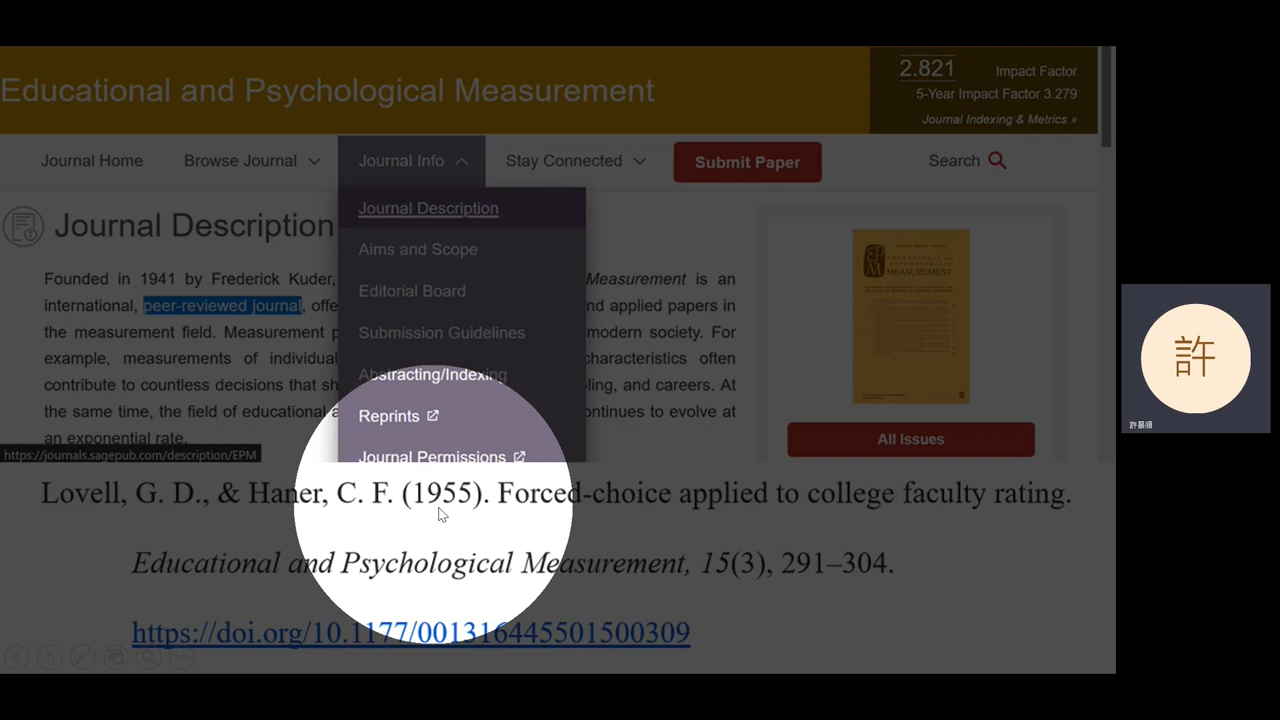 Educational and Psychological Measurement
2.821 Impact Factor
5-Year Impact Factor 3.279
Journal Indexing & Metrics »
Journal Home Browse Journal Journal Info Stay Connected Submit Paper Search
Journal Description
Journal Description
Aims and Scope
Editorial Board
Submission Guidelines
Abstracting/Indexing
Reprints
Journal Permissions
Founded in 1941 by Frederick Kuder, Measurement is an
international, peer-reviewed journal, offe nd applied papers in
the measurement field. Measurement p modern society. For
example, measurements of individual characteristics often
contribute to countless decisions that sh ling, and careers. At
the same time, the field of educational a ontinues to evolve at
an exponential rate.
MEASUREMENT
All Issues
https://journals.sagepub.com/description/EPM
Lovell, G. D., & Haner, C. F. (1955). Forced-choice applied to college faculty rating.
Educational and Psychological Measurement, 15(3), 291–304.
https://doi.org/10.1177/001316445501500309
許